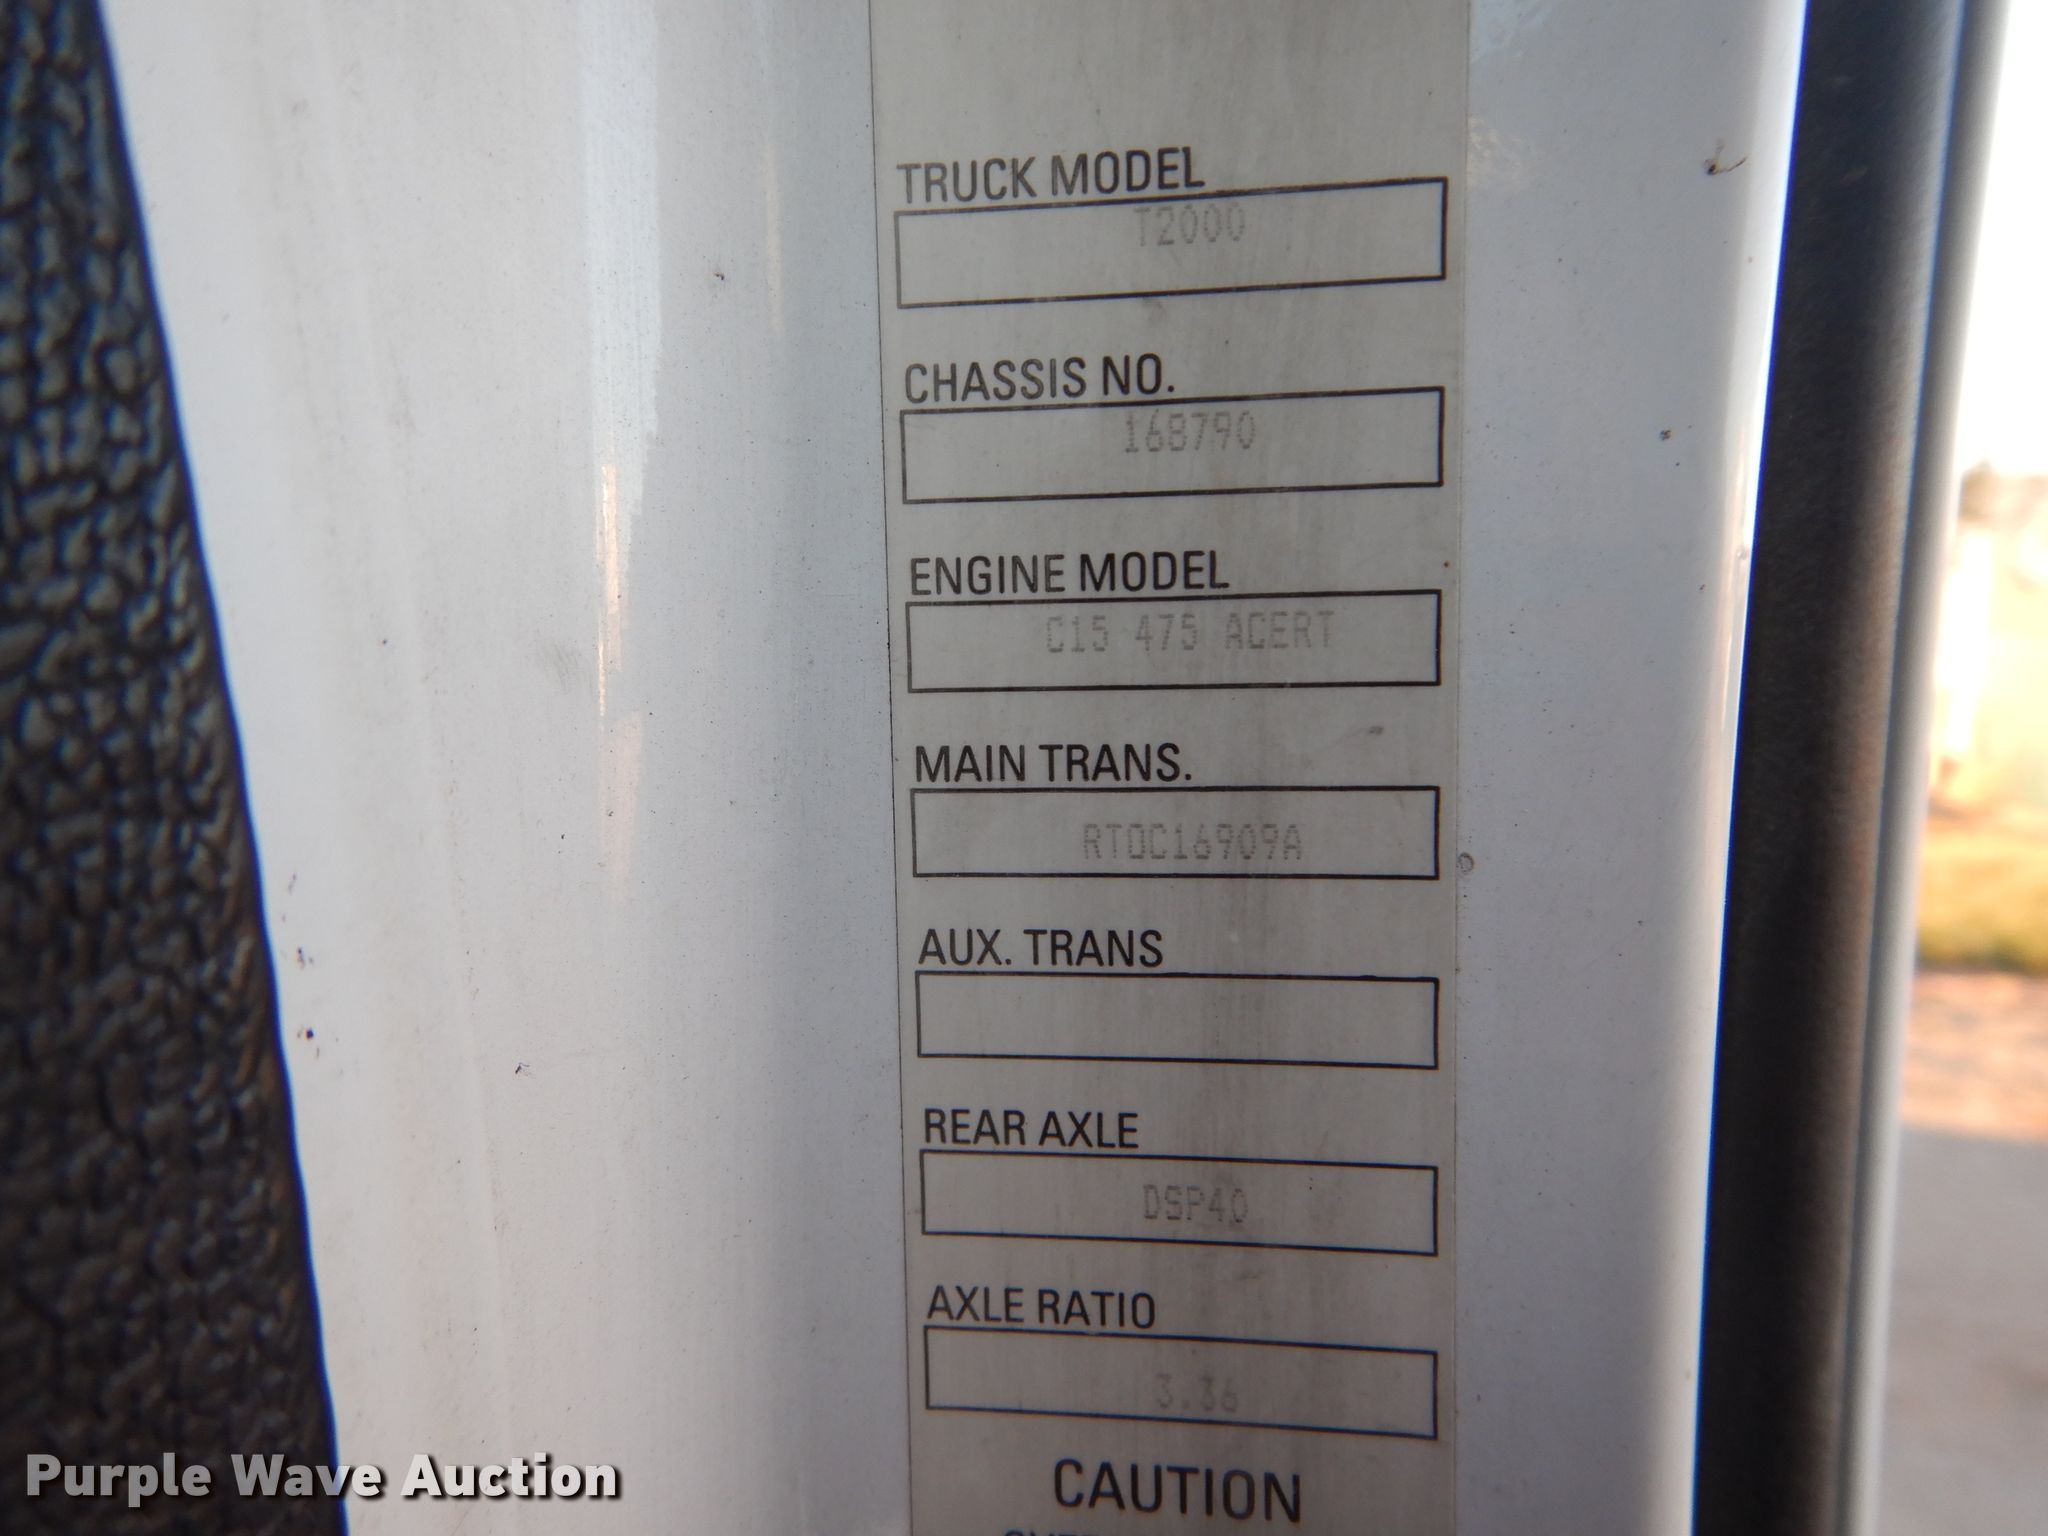 TRUCK MODEL
T2000
CHASSIS NO.
168790
ENGINE MODEL
C15 475 ACERT
MAIN TRANS.
RTOC16909A
AUX. TRANS
REAR AXLE
DSP40
AXLE RATIO
3.36
CAUTION
Purple Wave Auction